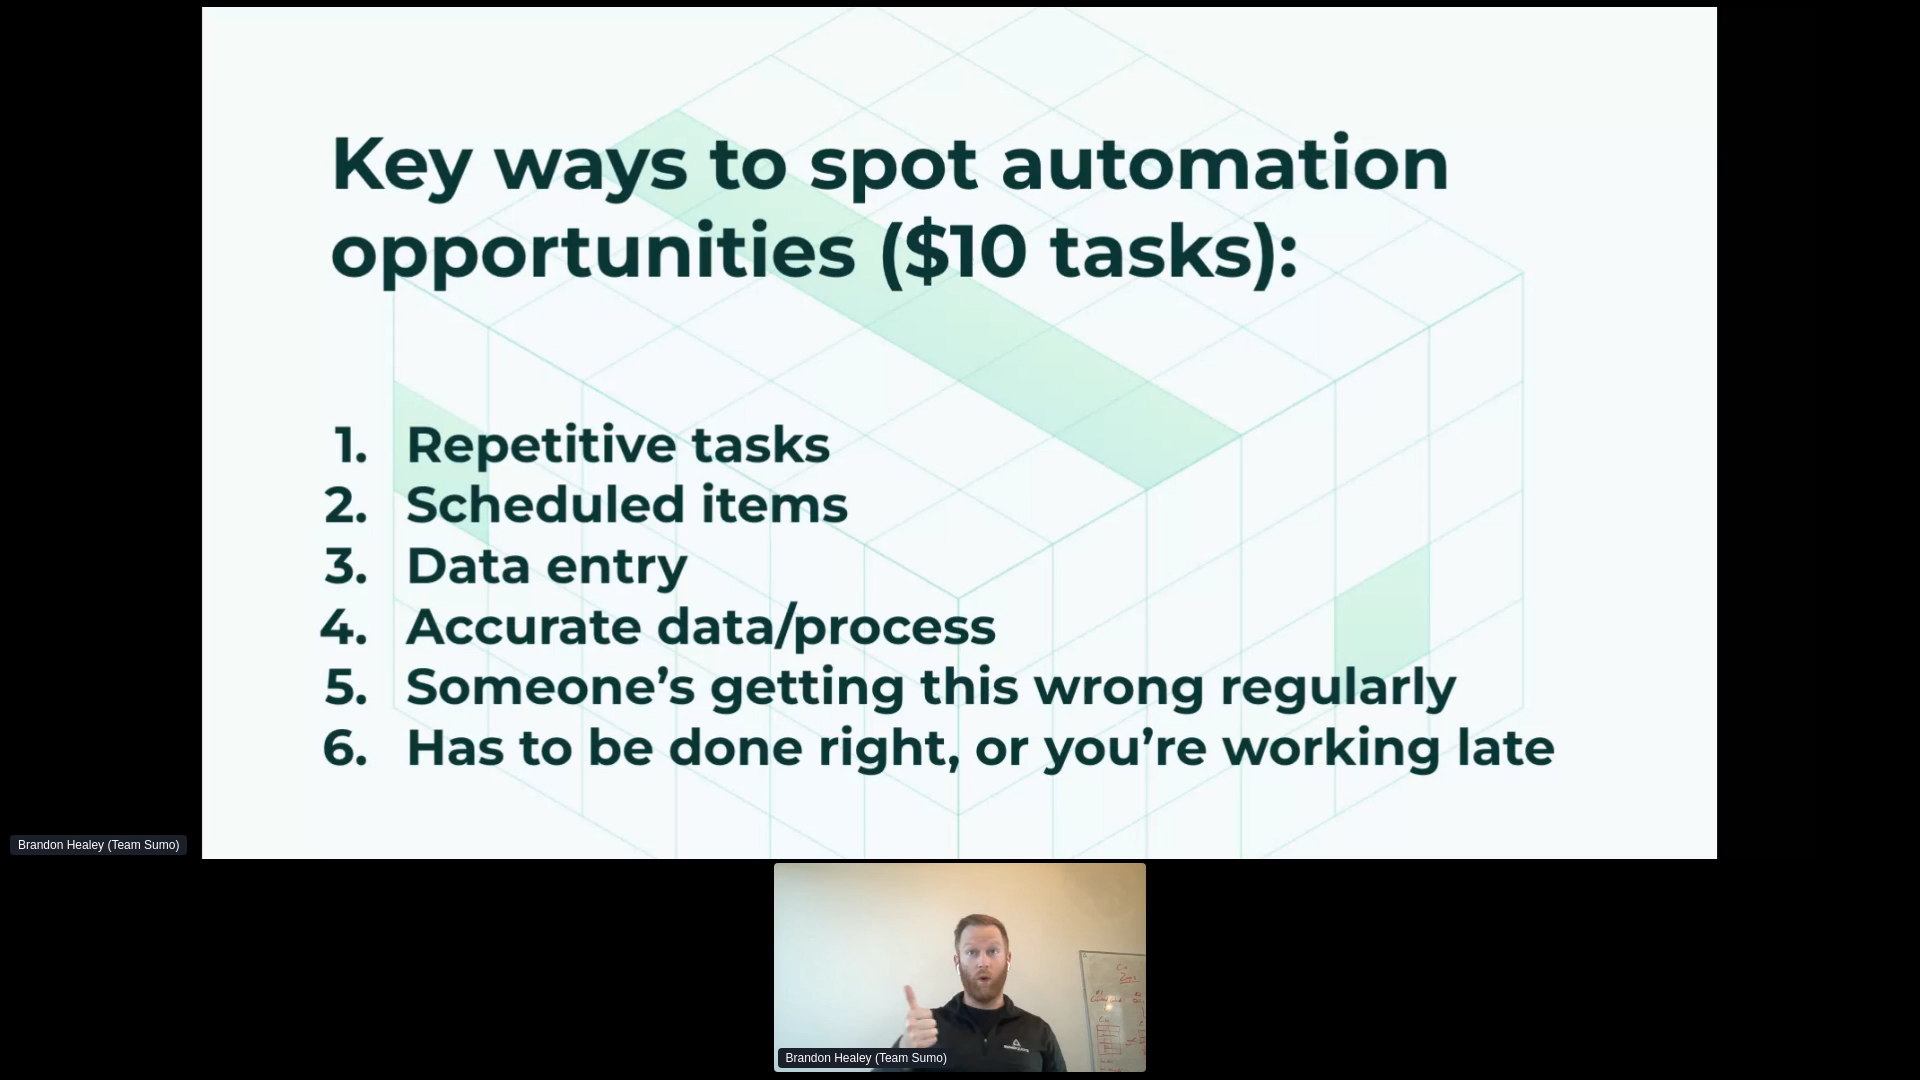 Key ways to spot automation
opportunities ($10 tasks):
1. Repetitive tasks
2. Scheduled items
3. Data entry
4. Accurate data/process
5. Someone’s getting this wrong regularly
6. Has to be done right, or you’re working late
Brandon Healey (Team Sumo)
Brandon Healey (Team Sumo)